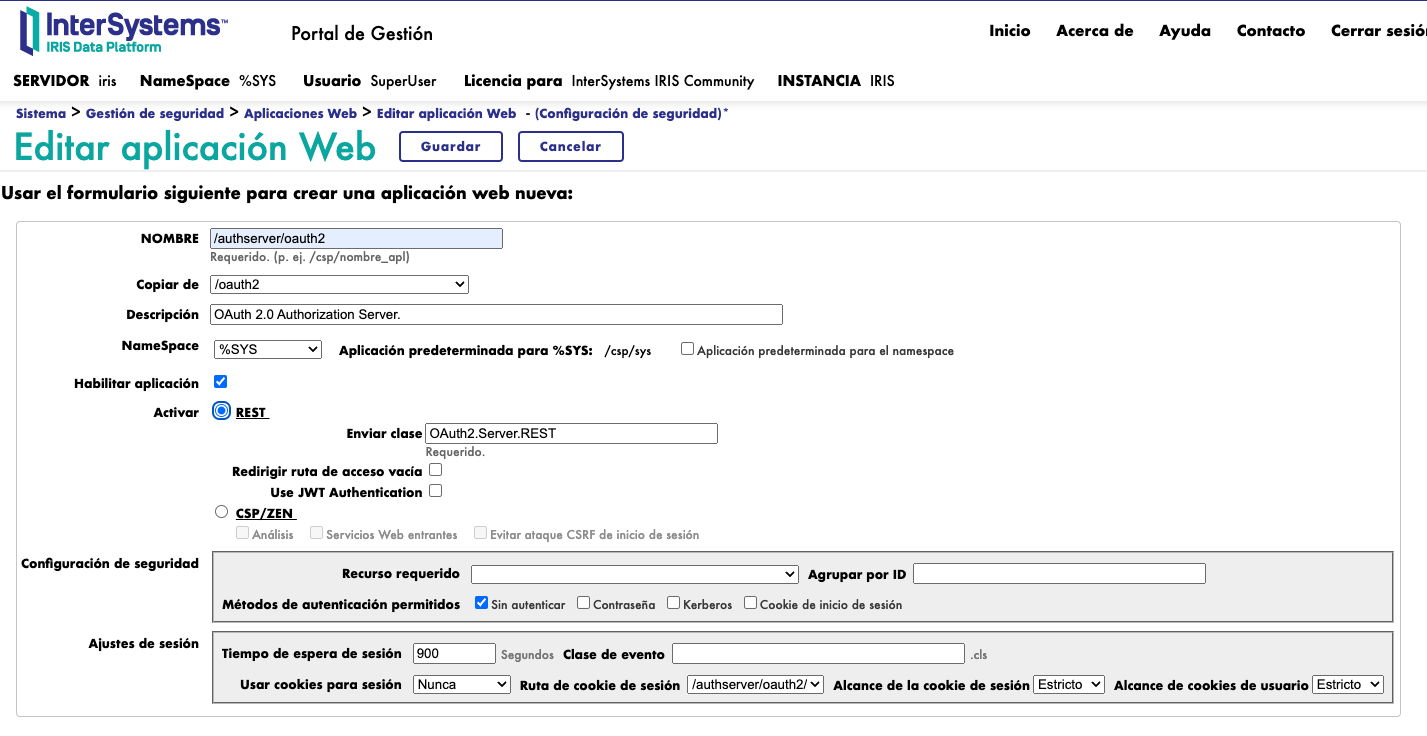 InterSystems™
IRIS Data Platform
Portal de Gestión
Inicio Acerca de Ayuda Contacto Cerrar sesión
SERVIDOR iris NameSpace %SYS Usuario SuperUser Licencia para InterSystems IRIS Community INSTANCIA IRIS
Sistema > Gestión de seguridad > Aplicaciones Web > Editar aplicación Web - (Configuración de seguridad)*
Editar aplicación Web Guardar Cancelar
Usar el formulario siguiente para crear una aplicación web nueva:
NOMBRE /authserver/oauth2
Requerido. (p. ej. /csp/nombre_apl)
Copiar de /oauth2
Descripción OAuth 2.0 Authorization Server.
NameSpace %SYS Aplicación predeterminada para %SYS: /csp/sys Aplicación predeterminada para el namespace
Habilitar aplicación
Activar REST
Enviar clase OAuth2.Server.REST
Requerido.
Redirigir ruta de acceso vacía
Use JWT Authentication
CSP/ZEN
Análisis Servicios Web entrantes Evitar ataque CSRF de inicio de sesión
Configuración de seguridad
Recurso requerido Agrupar por ID
Métodos de autenticación permitidos Sin autenticar Contraseña Kerberos Cookie de inicio de sesión
Ajustes de sesión
Tiempo de espera de sesión 900 Segundos Clase de evento .cls
Usar cookies para sesión Nunca Ruta de cookie de sesión /authserver/oauth2/ Alcance de la cookie de sesión Estricto Alcance de cookies de usuario Estricto